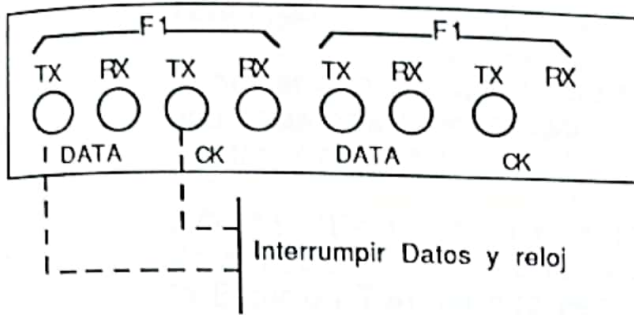 F1 F1
TX RX TX RX TX RX TX RX
DATA CK DATA CK
Interrumpir Datos y reloj